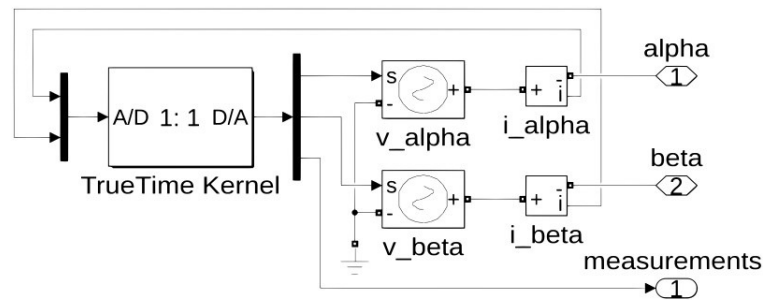 alpha
1
s
+
-
v_alpha
+
-
i
i_alpha
A/D 1: 1 D/A
TrueTime Kernel
beta
2
s
+
-
v_beta
+
-
i
i_beta
measurements
1